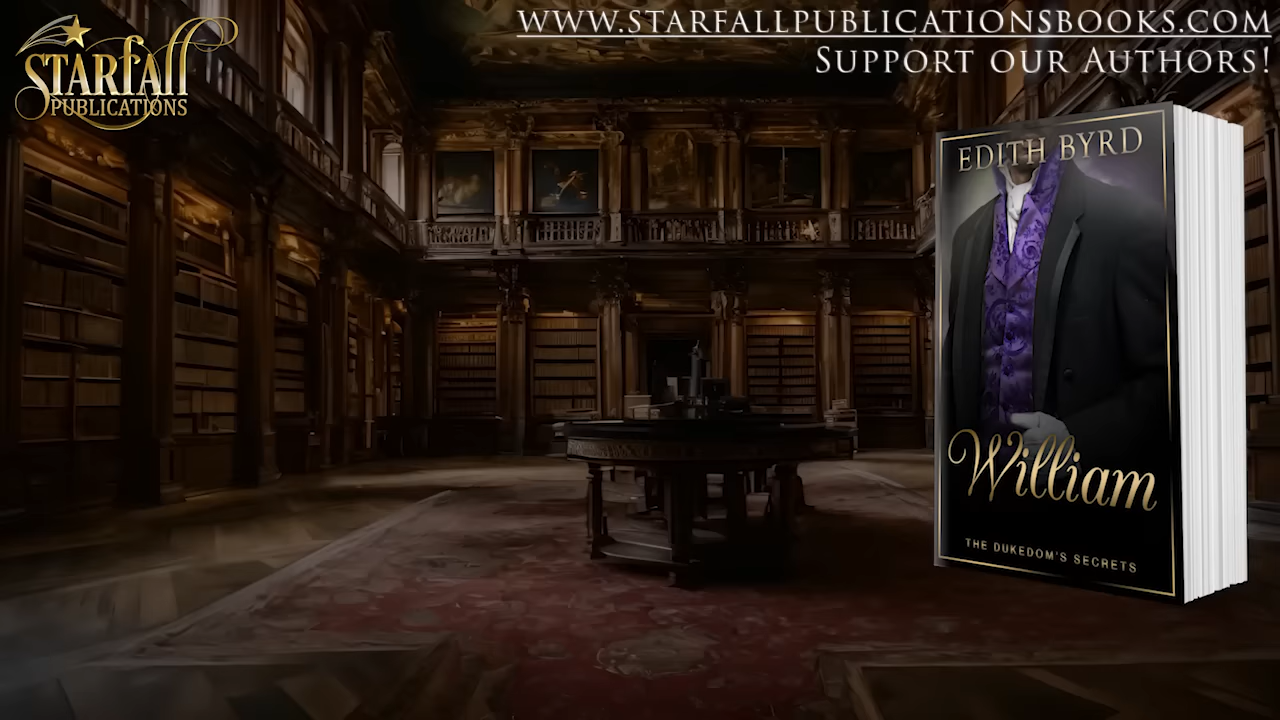 STARfall
PUBLICATIONS
WWW.STARFALLPUBLICATIONSBOOKS.COM
SUPPORT OUR AUTHORS!
EDITH BYRD
William
THE DUKEDOM'S SECRETS